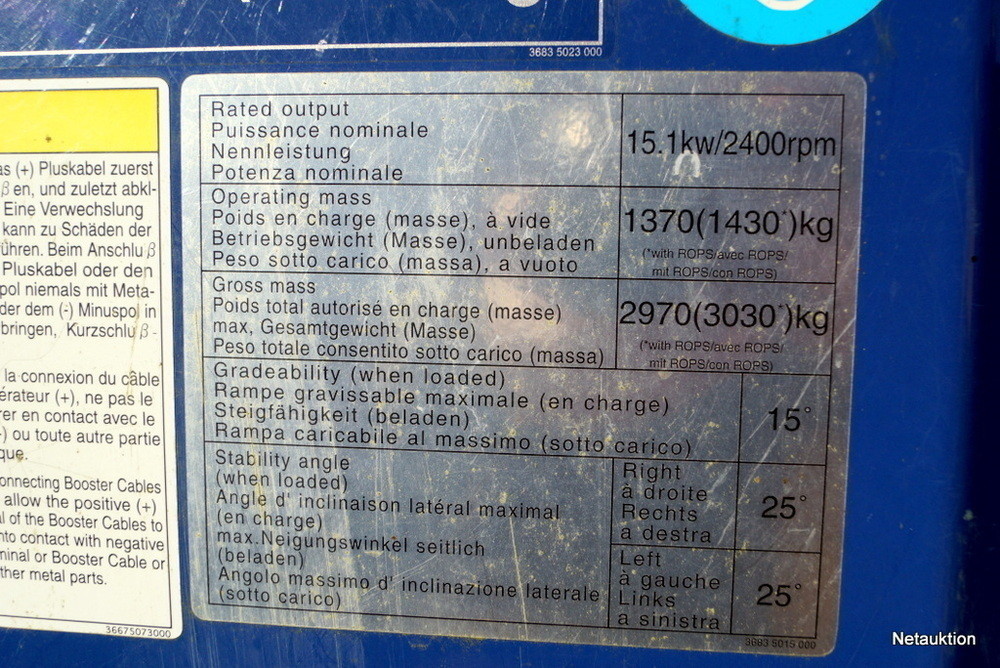 3683 5023 000
as (+) Pluskabel zuerst
ßen, und zuletzt abkl-
Eine Verwechslung
kann zu Schäden der
ühren. Beim Anschluß
Pluskabel oder den
pol niemals mit Meta-
der dem (-) Minuspol in
bringen, Kurzschluß-
la connexion du câble
érateur (+), ne pas le
rer en contact avec le
-) ou toute autre partie
que.
onnecting Booster Cables
allow the positive (+)
al of the Booster Cables to
nto contact with negative
minal or Booster Cable or
ther metal parts.
36675073000
Rated output
Puissance nominale
Nennleistung
Potenza nominale
15.1kw/2400rpm
Operating mass
Poids en charge (masse), à vide
Betriebsgewicht (Masse), unbeladen
Peso sotto carico (massa), a vuoto
1370(1430*)kg
(*with ROPS/avec ROPS/
mit ROPS/con ROPS)
Gross mass
Poids total autorisé en charge (masse)
max, Gesamtgewicht (Masse)
Peso totale consentito sotto carico (massa)
2970(3030*)kg
(*with ROPS/avec ROPS/
mit ROPS/con ROPS)
Gradeability (when loaded)
Rampe gravissable maximale (en charge)
Steigfähigkeit (beladen)
Rampa caricabile al massimo (sotto carico)
15°
Stability angle
(when loaded)
Angle d' inclinaison latéral maximal
(en charge)
max.Neigungswinkel seitlich
(beladen)
Angolo massimo d' inclinazione laterale
(sotto carico)
Right
à droite
Rechts
a destra
25°
Left
à gauche
Links
a sinistra
25°
3683 5015 000
Netauktion